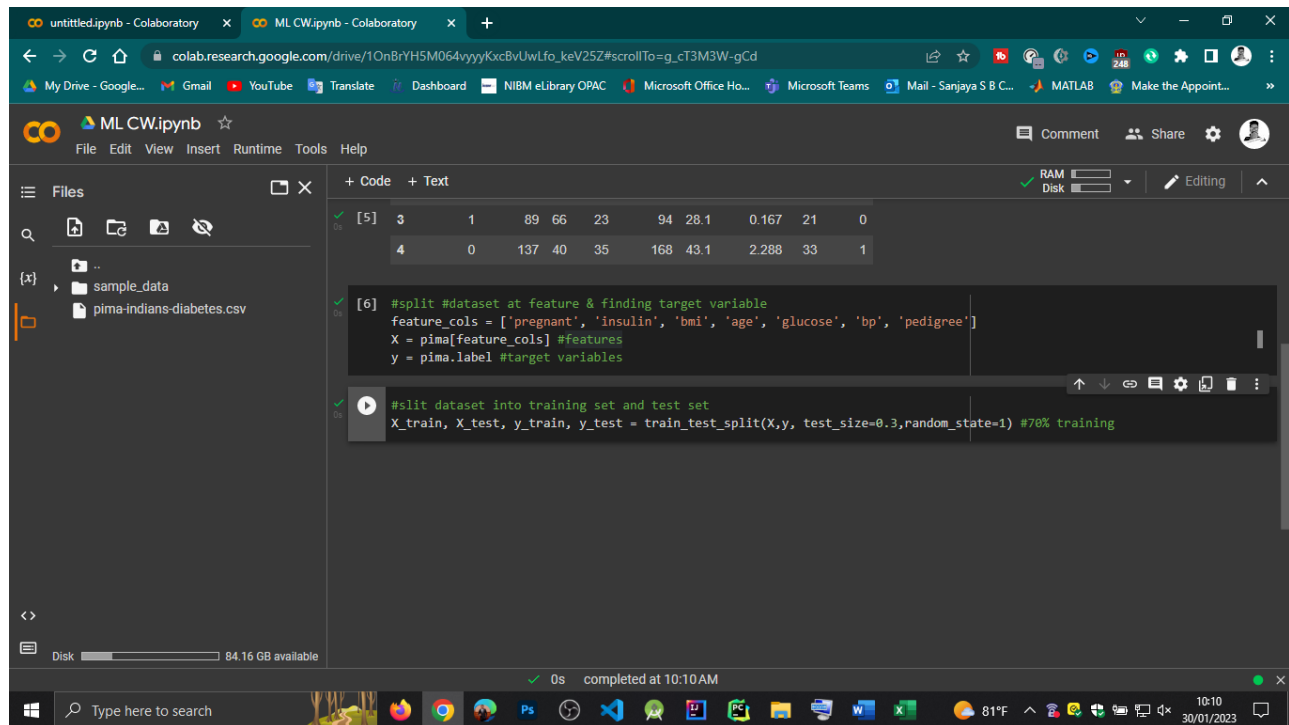 untittled.ipynb - Colaboratory
ML CW.ipynb - Colaboratory
colab.research.google.com/drive/1OnBrYH5M064vyyyKxcBvUwLfo_keV25Z#scrollTo=g_cT3M3W-gCd
248
My Drive - Google... Gmail YouTube Translate Dashboard NIBM eLibrary OPAC Microsoft Office Ho... Microsoft Teams Mail - Sanjaya S B C... MATLAB Make the Appoint... »
ML CW.ipynb
File Edit View Insert Runtime Tools Help
Comment Share
Files
+ Code + Text
RAM
Disk
Editing
[5] 3 1 89 66 23 94 28.1 0.167 21 0
0s
4 0 137 40 35 168 43.1 2.288 33 1
{x}
..
sample_data
pima-indians-diabetes.csv
[6] #split #dataset at feature & finding target variable
0s
feature_cols = ['pregnant', 'insulin', 'bmi', 'age', 'glucose', 'bp', 'pedigree']
X = pima[feature_cols] #features
y = pima.label #target variables
#slit dataset into training set and test set
0s
X_train, X_test, y_train, y_test = train_test_split(X,y, test_size=0.3,random_state=1) #70% training
<>
Disk 84.16 GB available
0s completed at 10:10 AM
Type here to search
Ps
81°F
10:10
30/01/2023